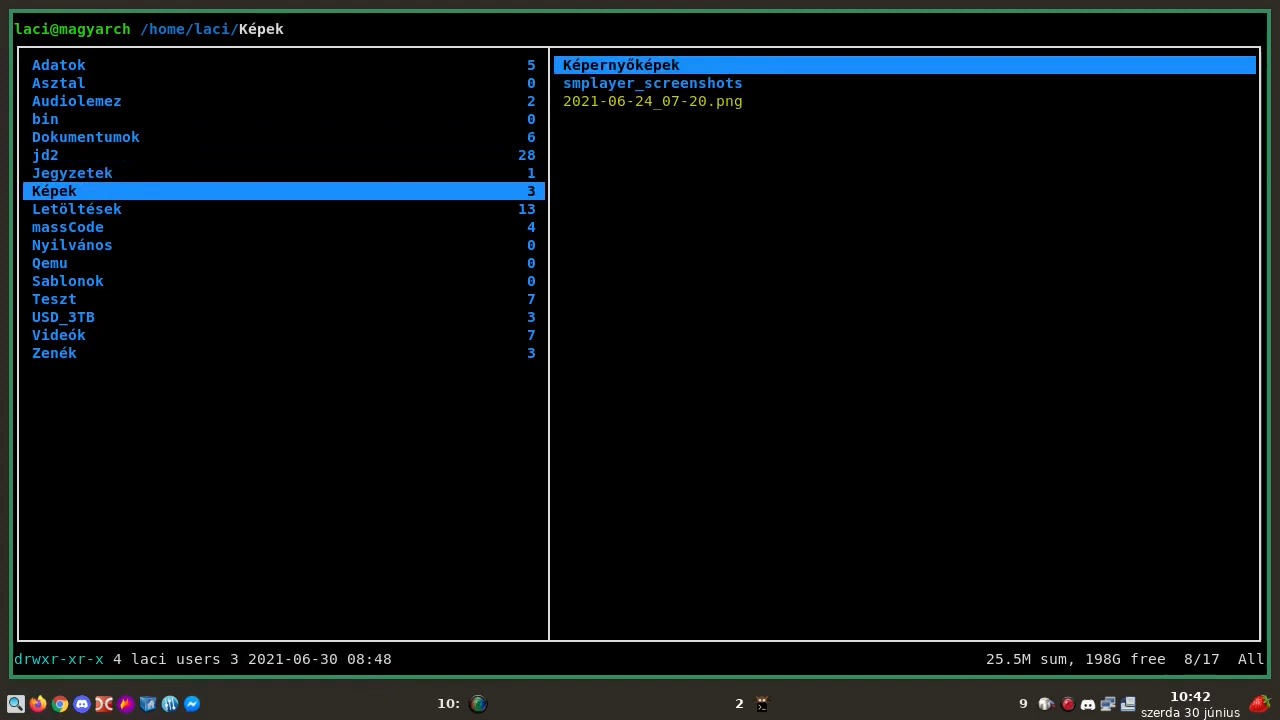 laci@magyarch /home/laci/Képek
Adatok 5
Asztal 0
Audiolemez 2
bin 0
Dokumentumok 6
jd2 28
Jegyzetek 1
Képek 3
Letöltések 13
massCode 4
Nyilvános 0
Qemu 0
Sablonok 0
Teszt 7
USD_3TB 3
Videók 7
Zenék 3
Képernyőképek
smplayer_screenshots
2021-06-24_07-20.png
drwxr-xr-x 4 laci users 3 2021-06-30 08:48
25.5M sum, 198G free 8/17 All
10:
2
9
10:42
szerda 30 június